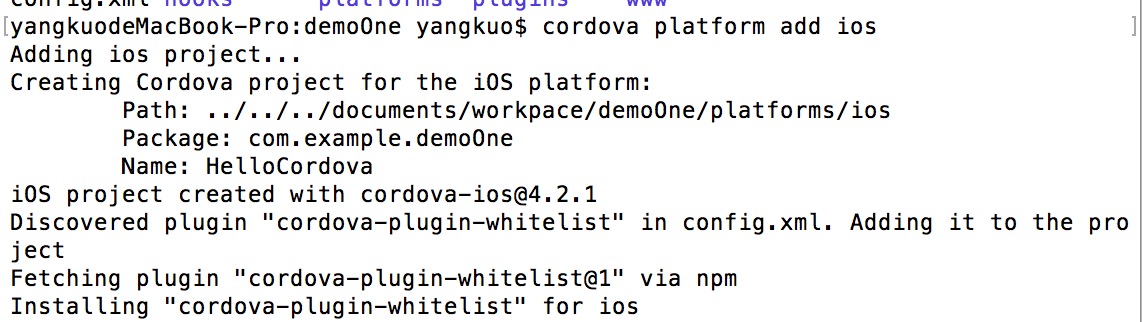 config.xml hooks platforms plugins www
[yangkuodeMacBook-Pro:demoOne yangkuo$ cordova platform add ios ]
Adding ios project...
Creating Cordova project for the iOS platform:
Path: ../../../documents/workpace/demoOne/platforms/ios
Package: com.example.demoOne
Name: HelloCordova
iOS project created with cordova-ios@4.2.1
Discovered plugin "cordova-plugin-whitelist" in config.xml. Adding it to the pro
ject
Fetching plugin "cordova-plugin-whitelist@1" via npm
Installing "cordova-plugin-whitelist" for ios